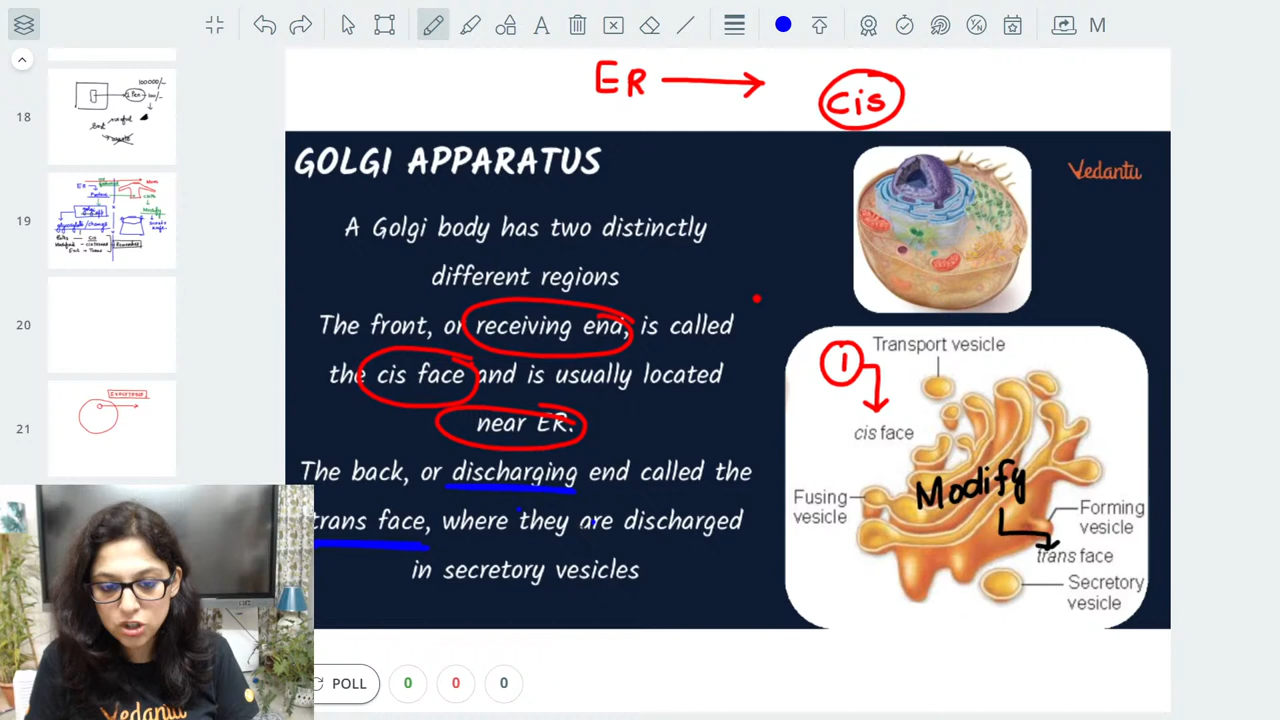 M
ER → cis
GOLGI APPARATUS
Vedantu
A Golgi body has two distinctly
different regions
The front, or receiving end, is called
the cis face and is usually located
near ER.
The back, or discharging end called the
trans face, where they are discharged
in secretory vesicles
1
Transport vesicle
cis face
Modify
Fusing
vesicle
Forming
vesicle
trans face
Secretory
vesicle
18
19
20
21
POLL
0
0
0
Vedantu